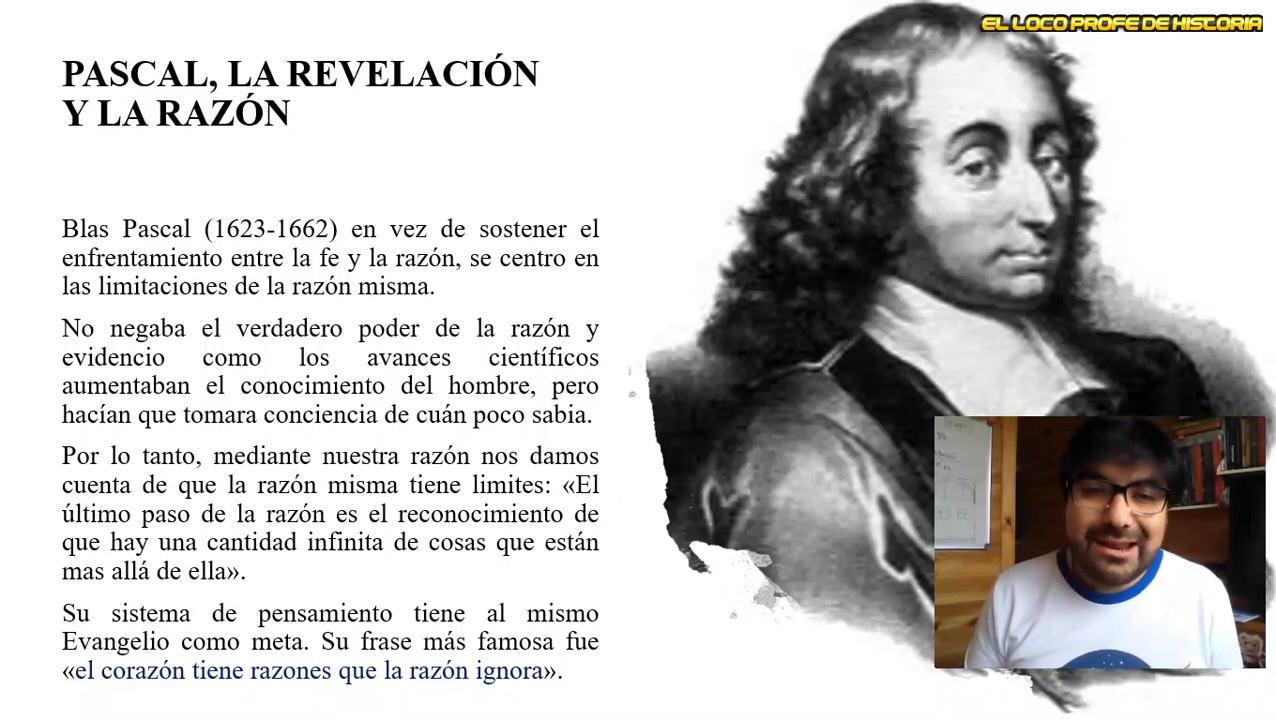 EL LOCO PROFE DE HISTORIA
PASCAL, LA REVELACIÓN
Y LA RAZÓN
Blas Pascal (1623-1662) en vez de sostener el
enfrentamiento entre la fe y la razón, se centro en
las limitaciones de la razón misma.
No negaba el verdadero poder de la razón y
evidencio como los avances científicos
aumentaban el conocimiento del hombre, pero
hacían que tomara conciencia de cuán poco sabia.
Por lo tanto, mediante nuestra razón nos damos
cuenta de que la razón misma tiene limites: «El
último paso de la razón es el reconocimiento de
que hay una cantidad infinita de cosas que están
mas allá de ella».
Su sistema de pensamiento tiene al mismo
Evangelio como meta. Su frase más famosa fue
«el corazón tiene razones que la razón ignora».